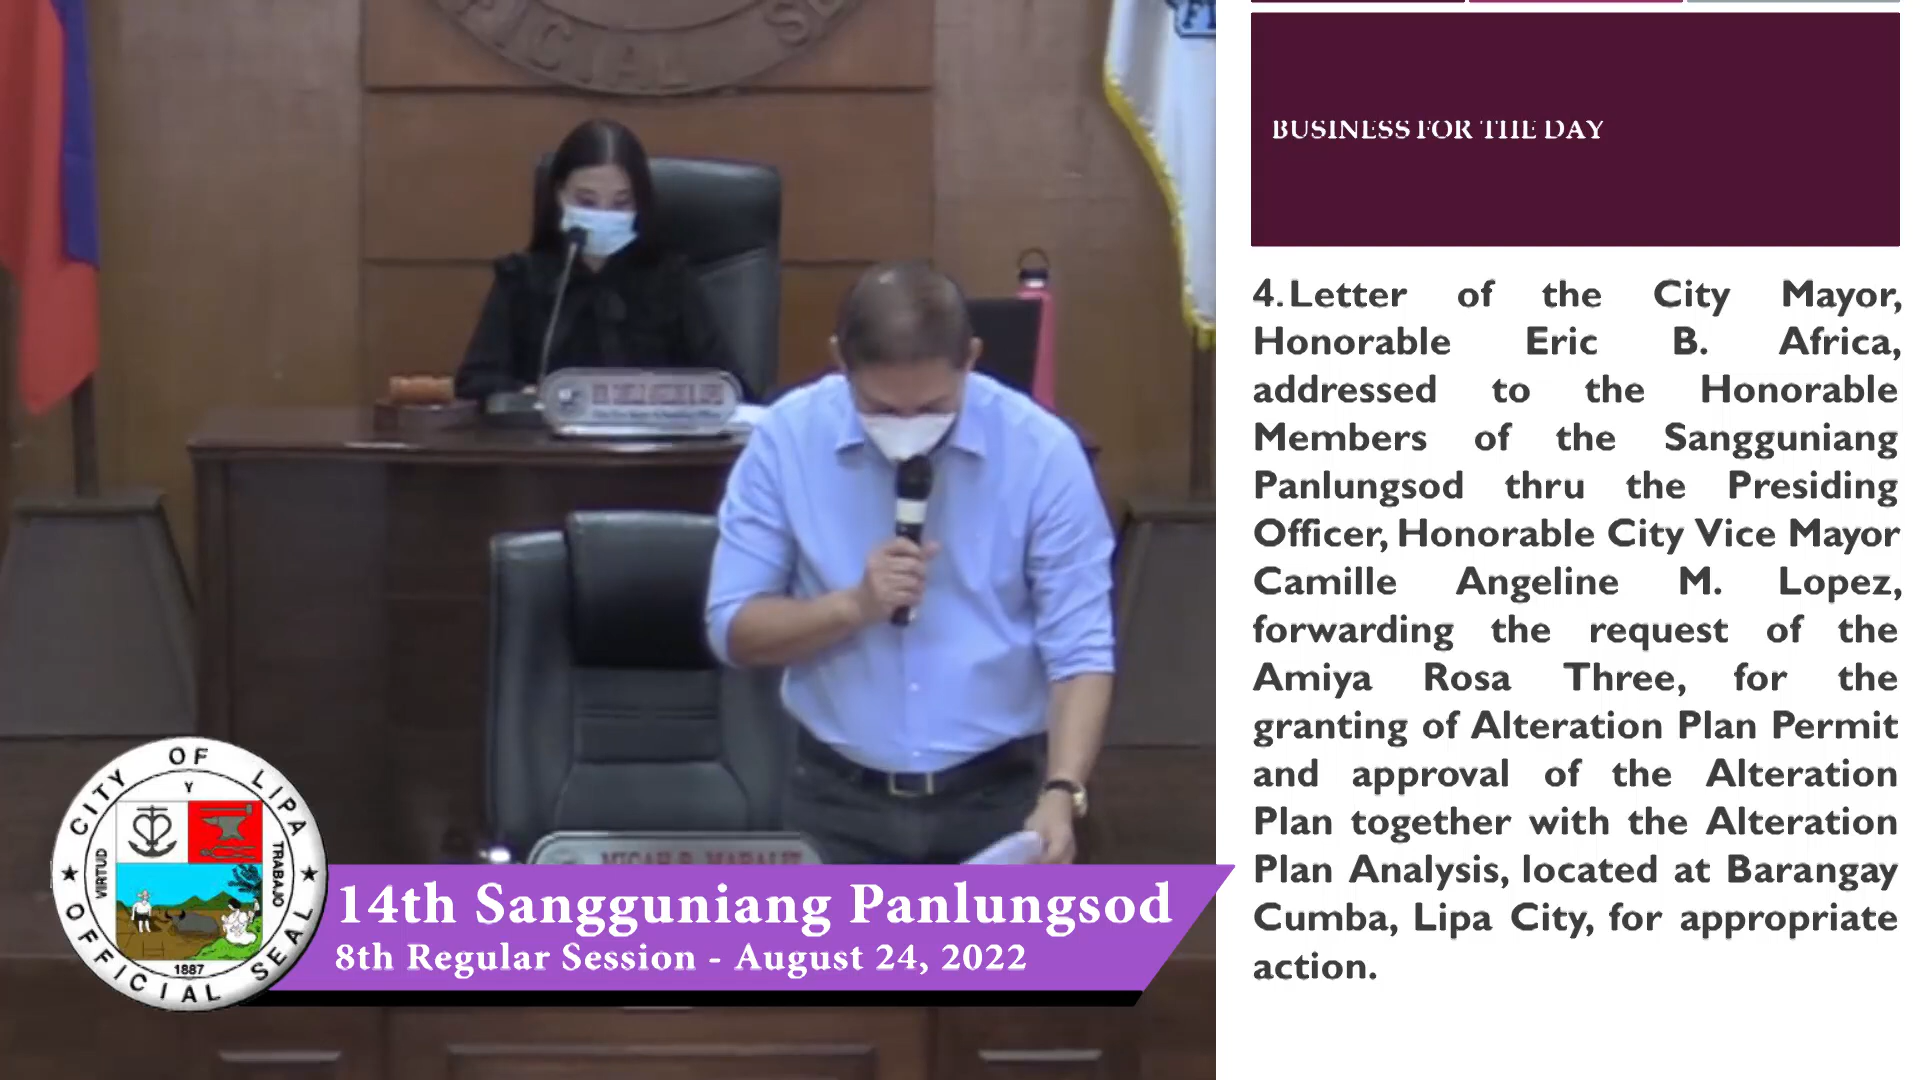 BUSINESS FOR THE DAY
4. Letter of the City Mayor,
Honorable Eric B. Africa,
addressed to the Honorable
Members of the Sangguniang
Panlungsod thru the Presiding
Officer, Honorable City Vice Mayor
Camille Angeline M. Lopez,
forwarding the request of the
Amiya Rosa Three, for the
granting of Alteration Plan Permit
and approval of the Alteration
Plan together with the Alteration
Plan Analysis, located at Barangay
Cumba, Lipa City, for appropriate
action.
CIAL SE
MICAH B. MABALIT
CITY OF LIPA
Y
VIRTUD
TRABAJO
1887
OFFICIAL SEAL
14th Sangguniang Panlungsod
8th Regular Session - August 24, 2022